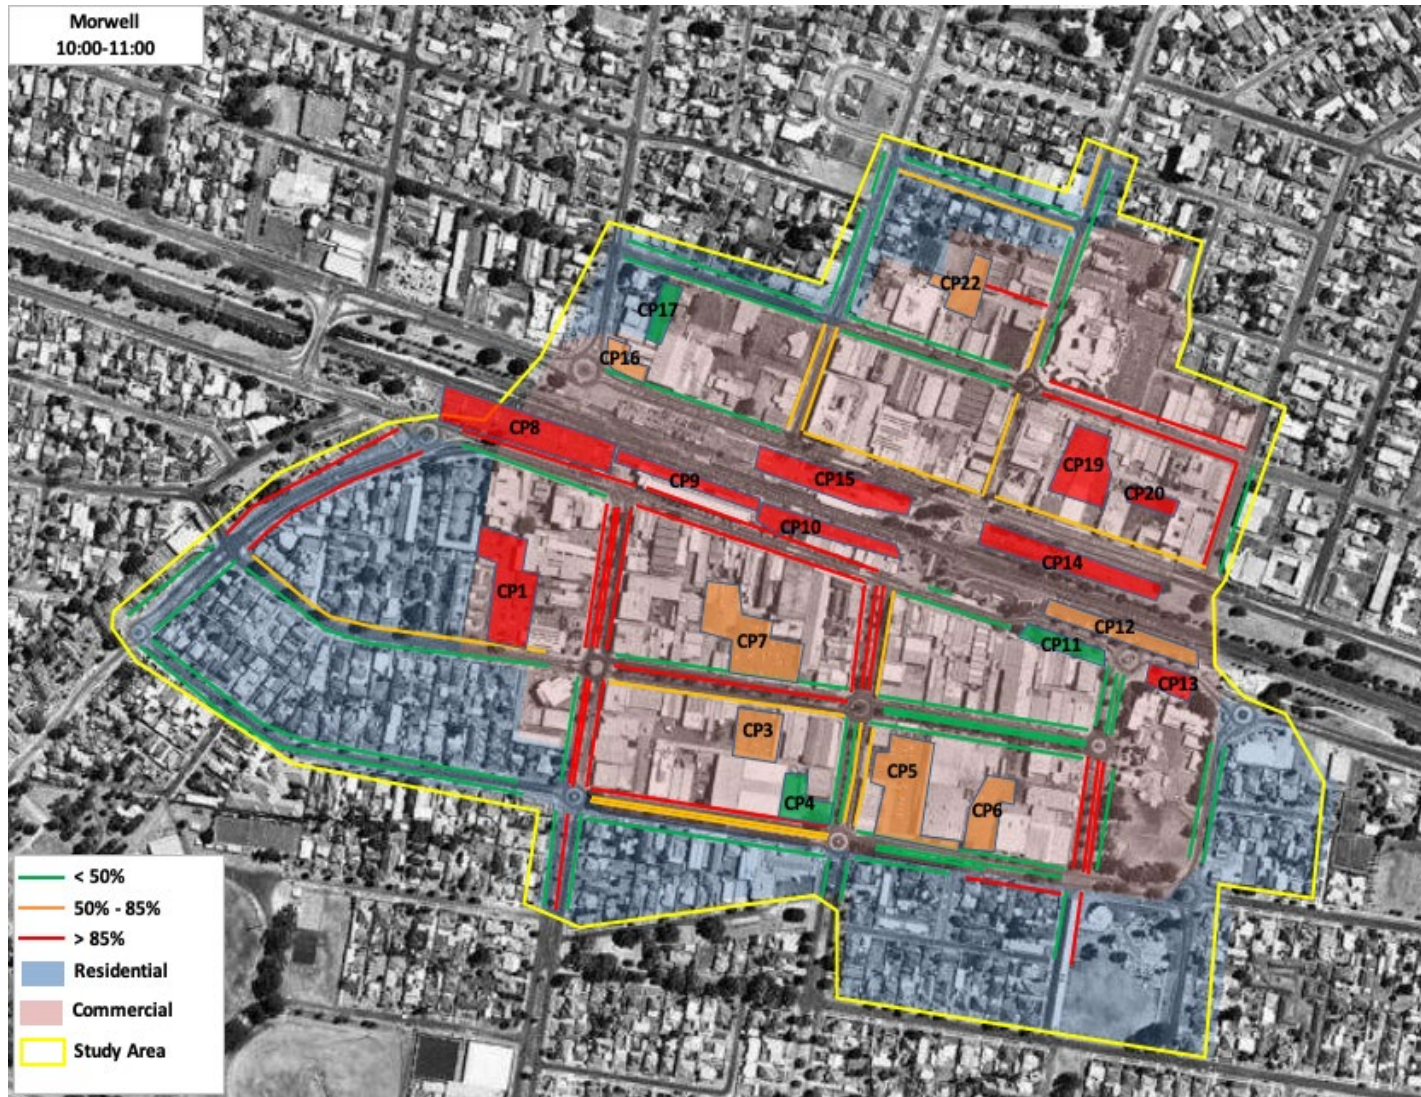 Morwell
10:00-11:00
CP22
CP17
CP16
CP8
CP15
CP19
CP9
CP20
CP10
CP14
CP1
CP12
CP7
CP11
CP13
CP3
CP5
CP4
CP6
< 50%
50% - 85%
> 85%
Residential
Commercial
Study Area